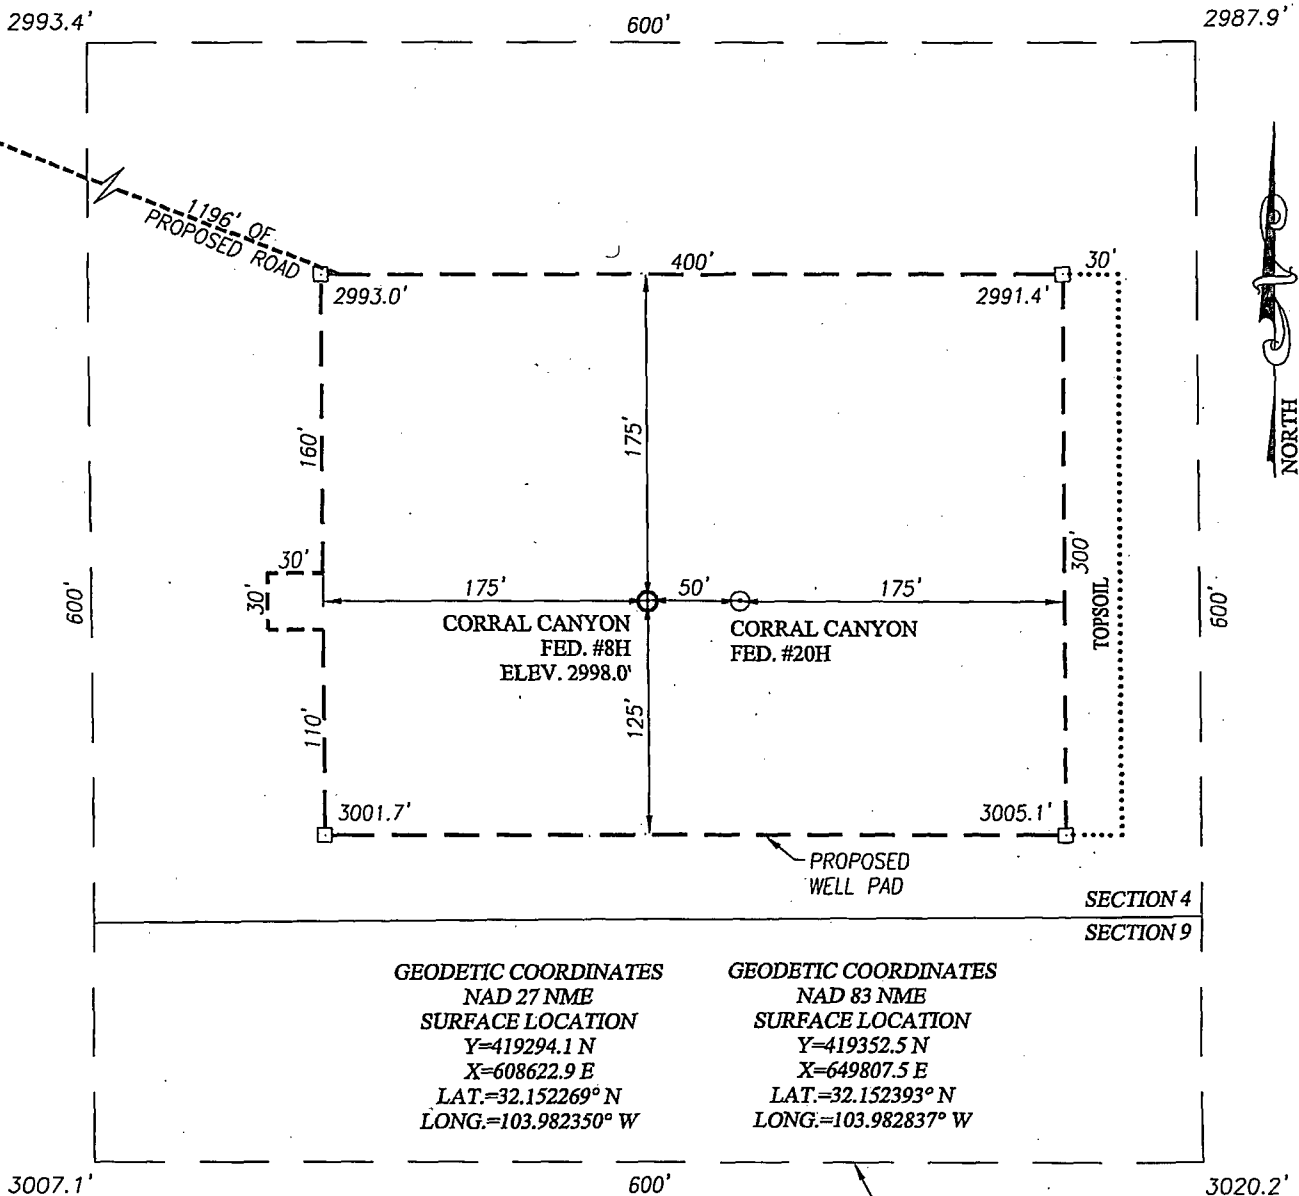 2993.4'
600'
2987.9'
1196' OF
PROPOSED ROAD
400'
30'
2993.0'
2991.4'
NORTH
160'
175'
300'
TOPSOIL
30'
30'
600'
175'
50'
175'
600'
CORRAL CANYON
FED. #8H
ELEV. 2998.0'
CORRAL CANYON
FED. #20H
110'
125'
3001.7'
3005.1'
PROPOSED
WELL PAD
SECTION 4
SECTION 9
GEODETIC COORDINATES
NAD 27 NME
SURFACE LOCATION
Y=419294.1 N
X=608622.9 E
LAT.=32.152269° N
LONG.=103.982350° W
GEODETIC COORDINATES
NAD 83 NME
SURFACE LOCATION
Y=419352.5 N
X=649807.5 E
LAT.=32.152393° N
LONG.=103.982837° W
3007.1'
600'
3020.2'